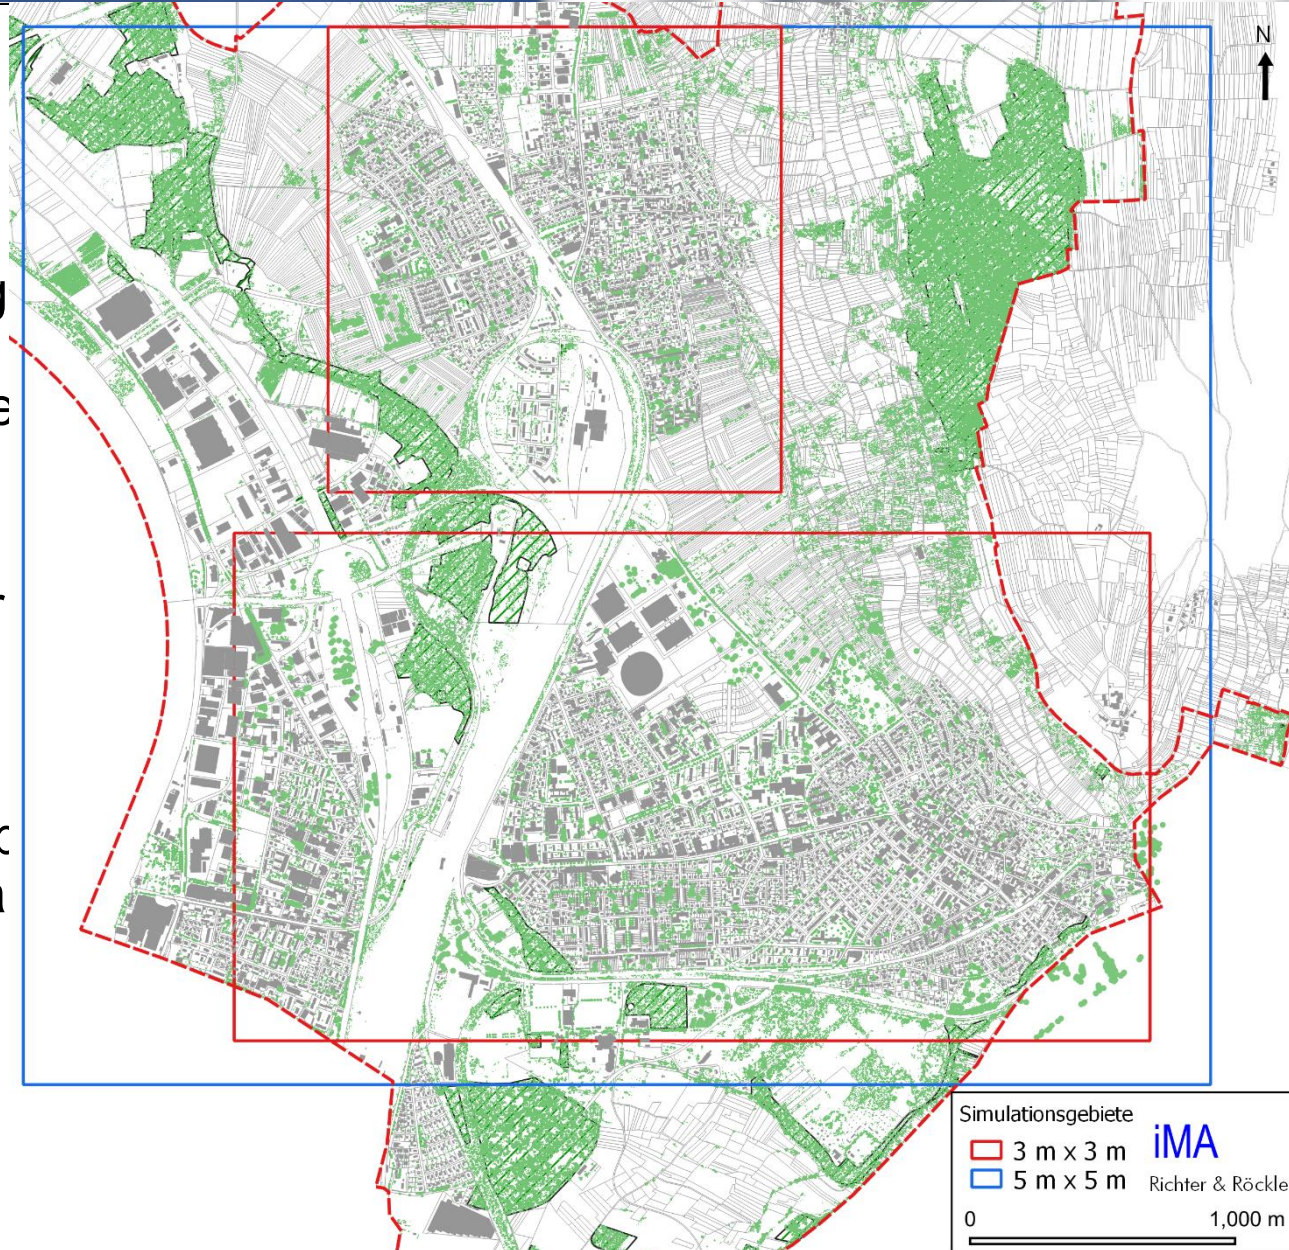 N
Simulationsgebiete
3 m x 3 m
5 m x 5 m
iMA
Richter & Röckle
0
1,000 m